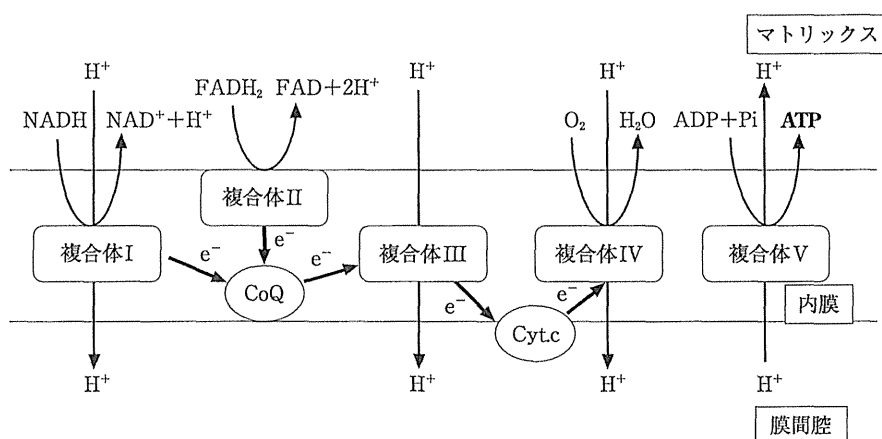 マトリックス
H⁺ FADH₂ FAD+2H⁺ H⁺ H⁺ H⁺
NADH NAD⁺+H⁺ O₂ H₂O ADP+Pi ATP
複合体II
複合体I e⁻ e⁻ e⁻ 複合体III 複合体IV 複合体V
CoQ e⁻ e⁻ 内膜
Cyt.c
H⁺ H⁺ H⁺ H⁺
膜間腔